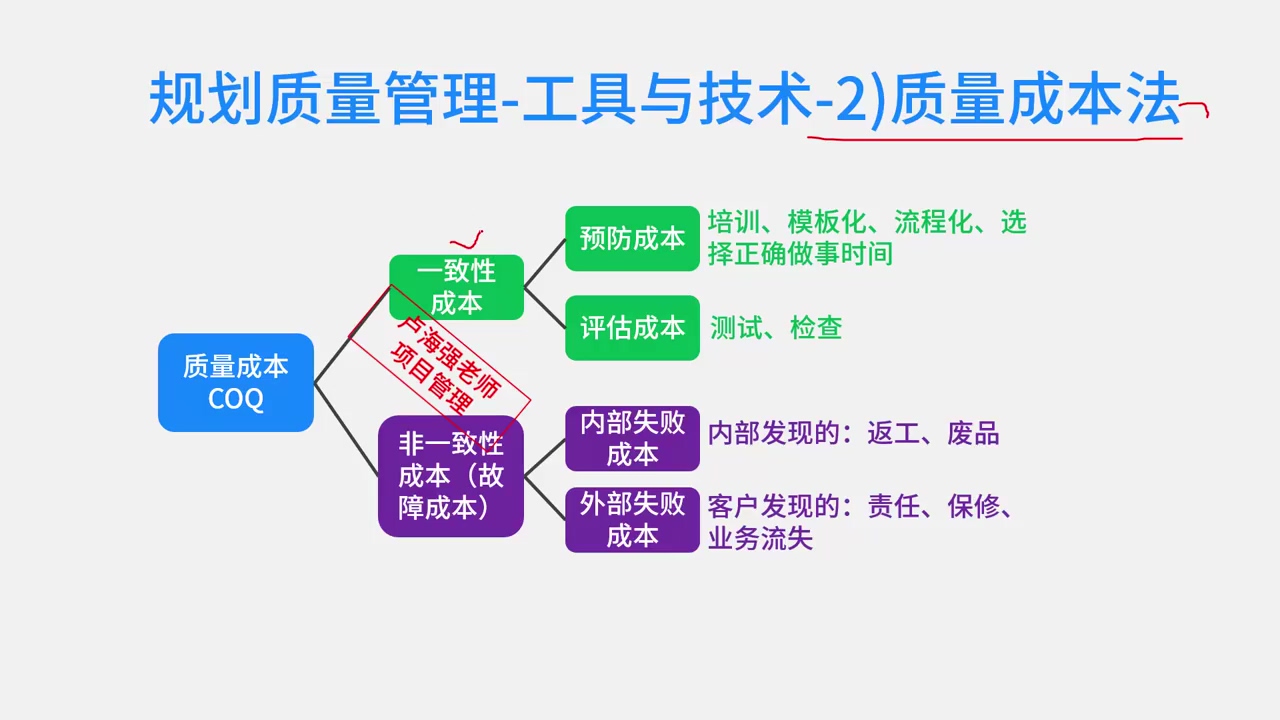 规划质量管理-工具与技术-2)质量成本法
预防成本
培训、模板化、流程化、选
择正确做事时间
一致性
成本
评估成本
测试、检查
卢海强老师
项目管理
质量成本
COQ
非一致性
成本（故
障成本）
内部失败
成本
内部发现的：返工、废品
外部失败
成本
客户发现的：责任、保修、
业务流失